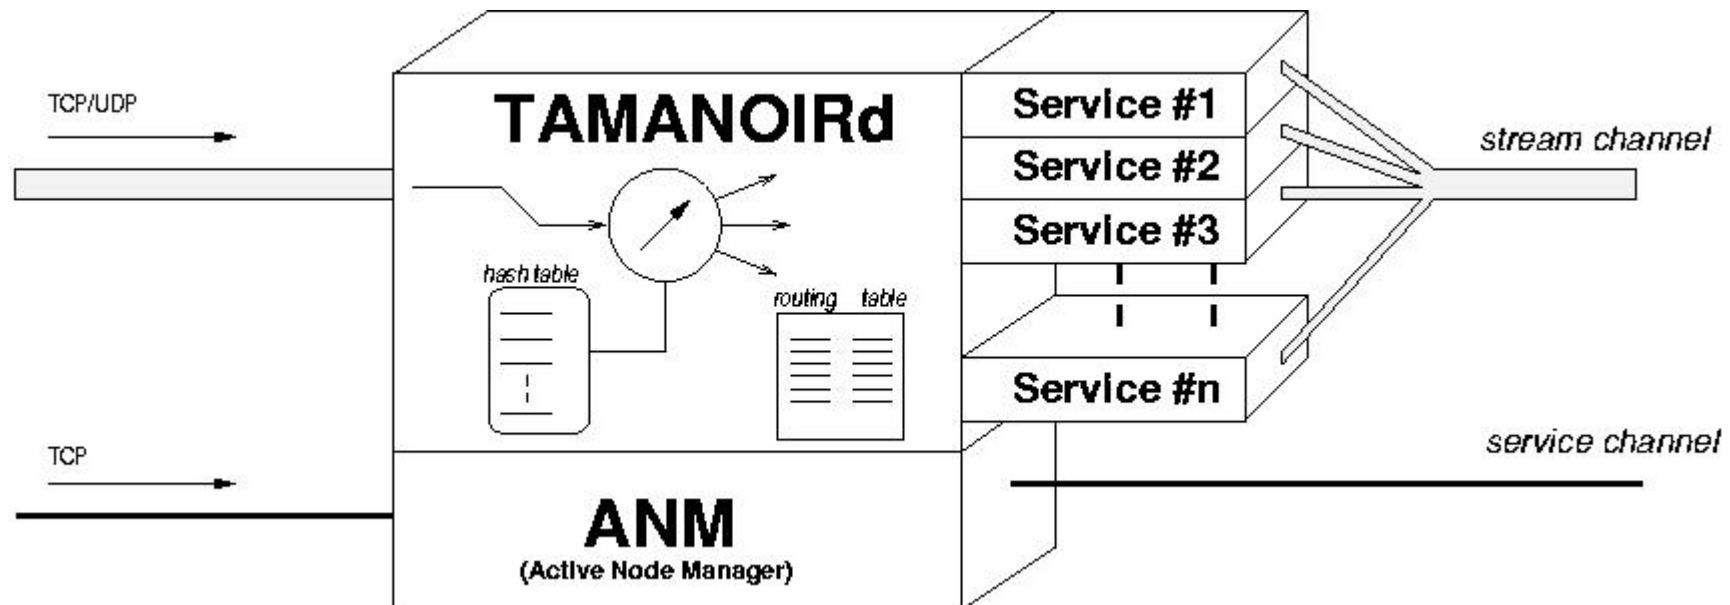 TCP/UDP
TAMANOIRd
Service #1
Service #2
Service #3
stream channel
hash table
routing table
Service #n
service channel
TCP
ANM
(Active Node Manager)